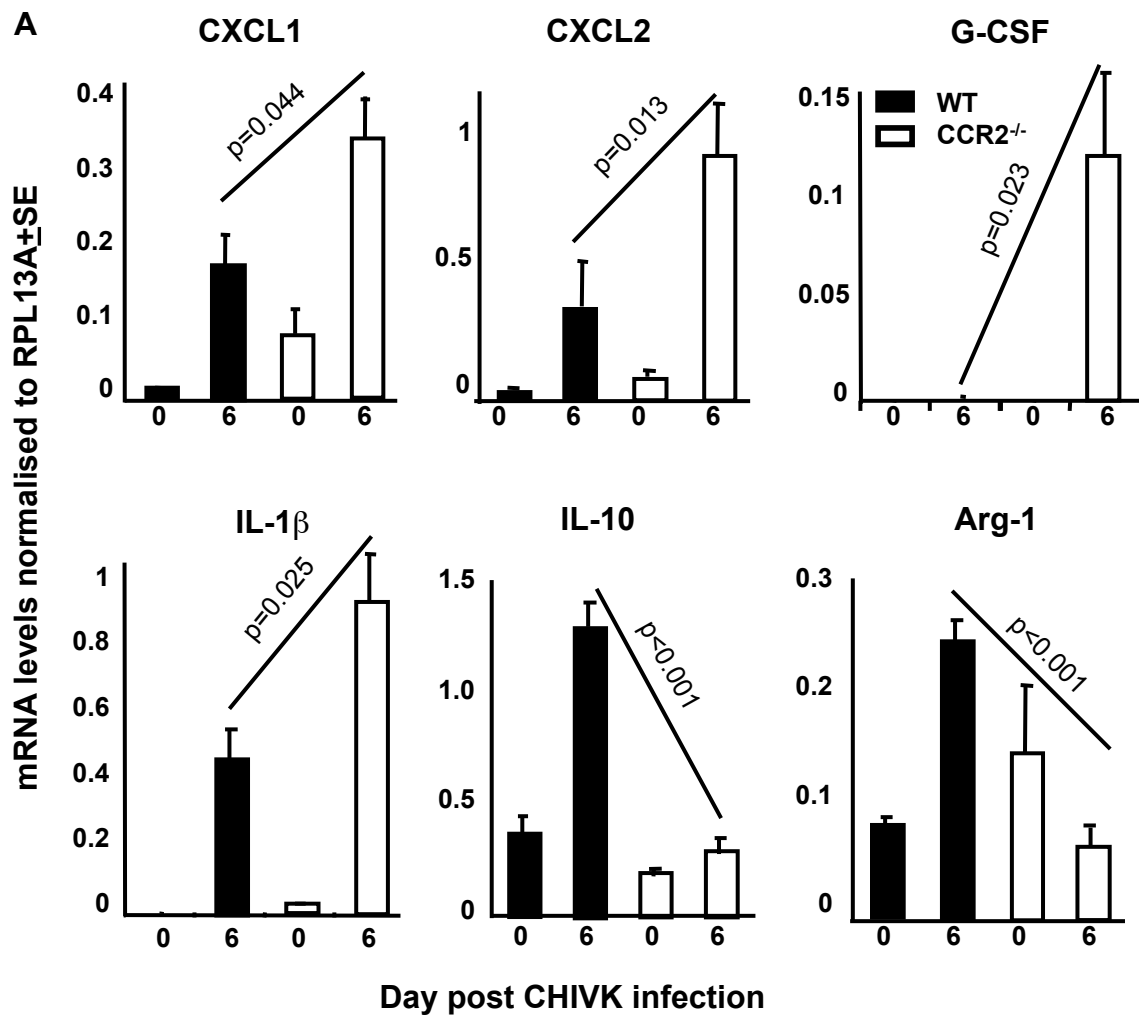 A
CXCL1
CXCL2
G-CSF
mRNA levels normalised to RPL13A±SE
0.4
0.3
0.2
0.1
0
p=0.044
0 6 0 6
1
0.5
0
p=0.013
0 6 0 6
0.15
0.1
0.05
0
WT
CCR2-/-
p=0.023
0 6 0 6
IL-1β
IL-10
Arg-1
1
0.8
0.6
0.4
0.2
0
p=0.025
0 6 0 6
1.5
1.0
0.5
0
p<0.001
0 6 0 6
0.3
0.2
0.1
0
p<0.001
0 6 0 6
Day post CHIVK infection